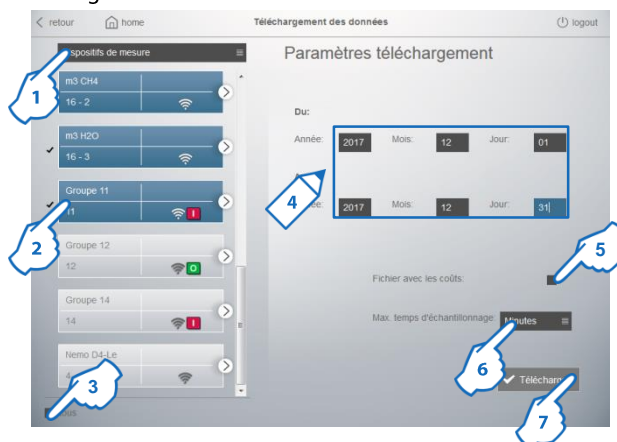 retour home Téléchargement des données logout
spositifs de mesure
Paramètres téléchargement
m3 CH4
16 - 2
1
Du:
m3 H2O
16 - 3
Année: 2017 Mois: 12 Jour: 01
Groupe 11
11
2
4
2017 Mois: 12 Jour: 31
Groupe 12
12
5
Fichier avec les coûts:
Groupe 14
14
Max. temps d'échantillonnage: Minutes
Nemo D4-Le
3
6
Télécharg
7